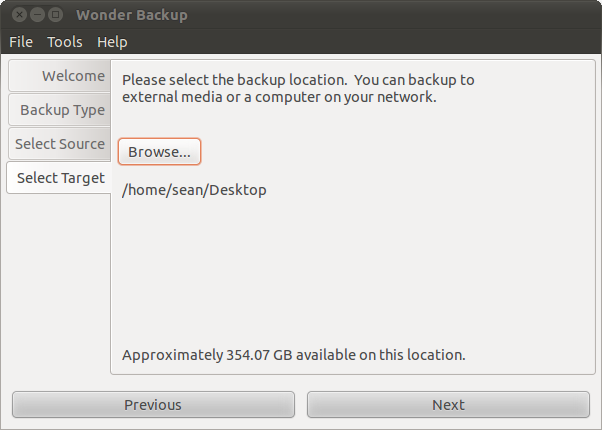 Wonder Backup
File Tools Help
Welcome
Backup Type
Select Source
Select Target
Please select the backup location. You can backup to
external media or a computer on your network.
Browse...
/home/sean/Desktop
Approximately 354.07 GB available on this location.
Previous
Next